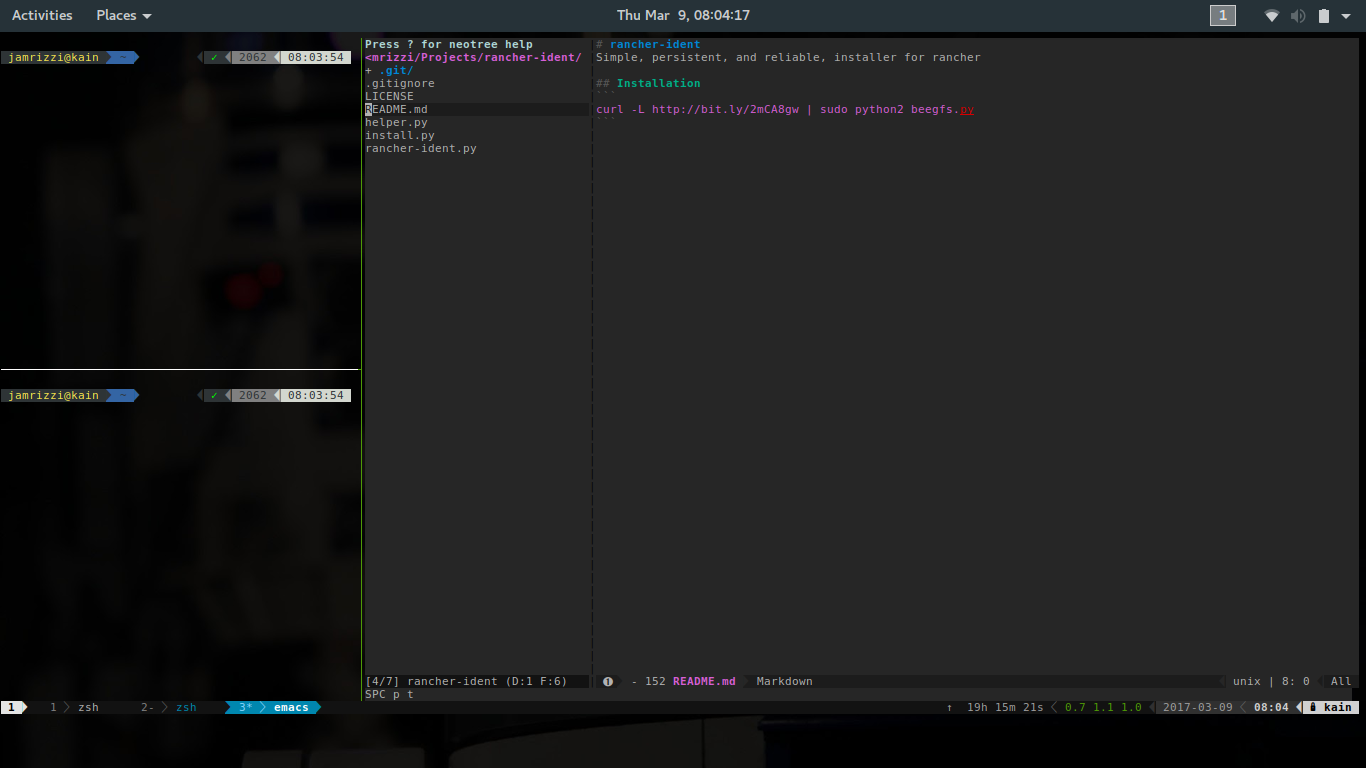 Activities Places Thu Mar 9, 08:04:17 1
jamrizzi@kain ~ ✓ 2062 08:03:54
jamrizzi@kain ~ ✓ 2062 08:03:54
Press ? for neotree help
<mrizzi/Projects/rancher-ident/
+ .git/
.gitignore
LICENSE
README.md
helper.py
install.py
rancher-ident.py
[4/7] rancher-ident (D:1 F:6)
# rancher-ident
Simple, persistent, and reliable, installer for rancher
## Installation
```
curl -L http://bit.ly/2mCA8gw | sudo python2 beegfs.py
```
1 - 152 README.md Markdown unix | 8: 0 All
SPC p t
1 1 zsh 2- zsh 3* emacs ↑ 19h 15m 21s 0.7 1.1 1.0 2017-03-09 08:04 kain